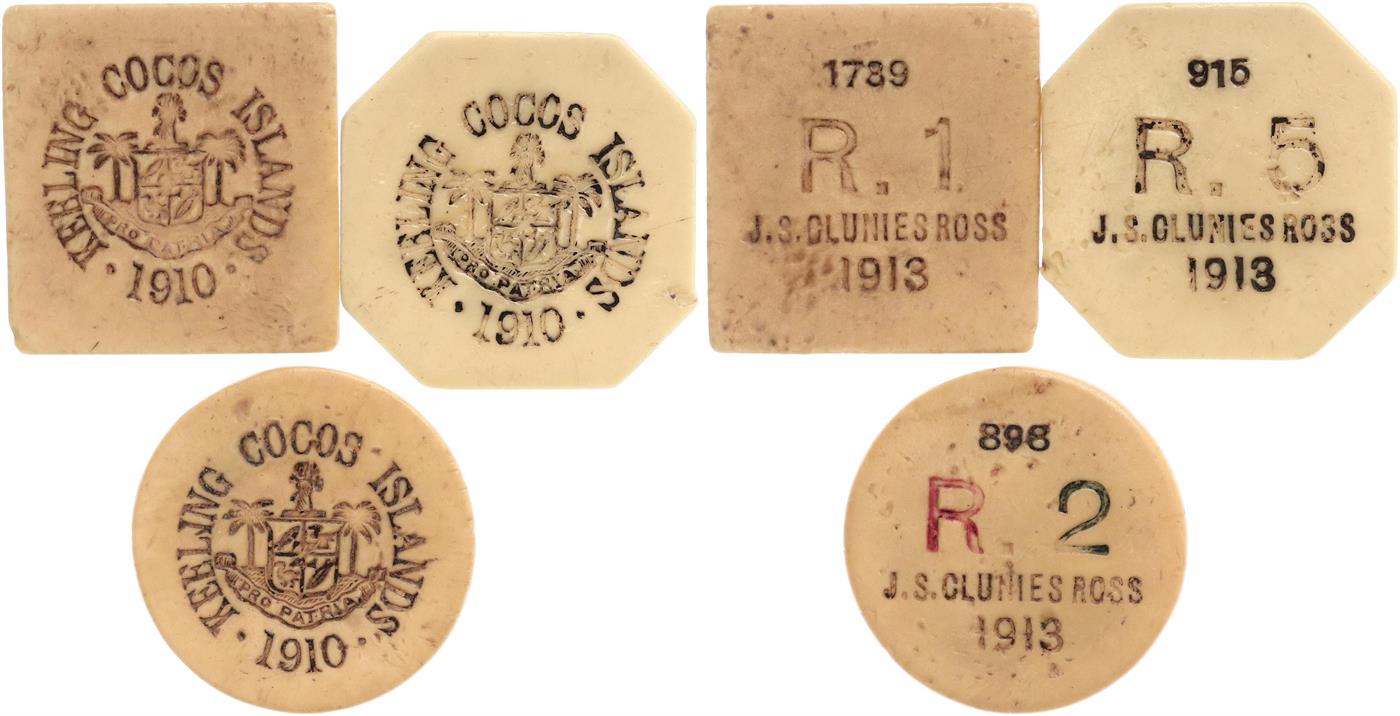 KEELING COCOS ISLANDS
PRO PATRIA
· 1910 ·
KEELING COCOS ISLANDS
PRO PATRIA
· 1910 ·
1789
R. 1
J.S. CLUNIES ROSS
1913
915
R. 5
J.S. CLUNIES ROSS
1913
KEELING COCOS ISLANDS
PRO PATRIA
· 1910 ·
898
R. 2
J.S. CLUNIES ROSS
1913